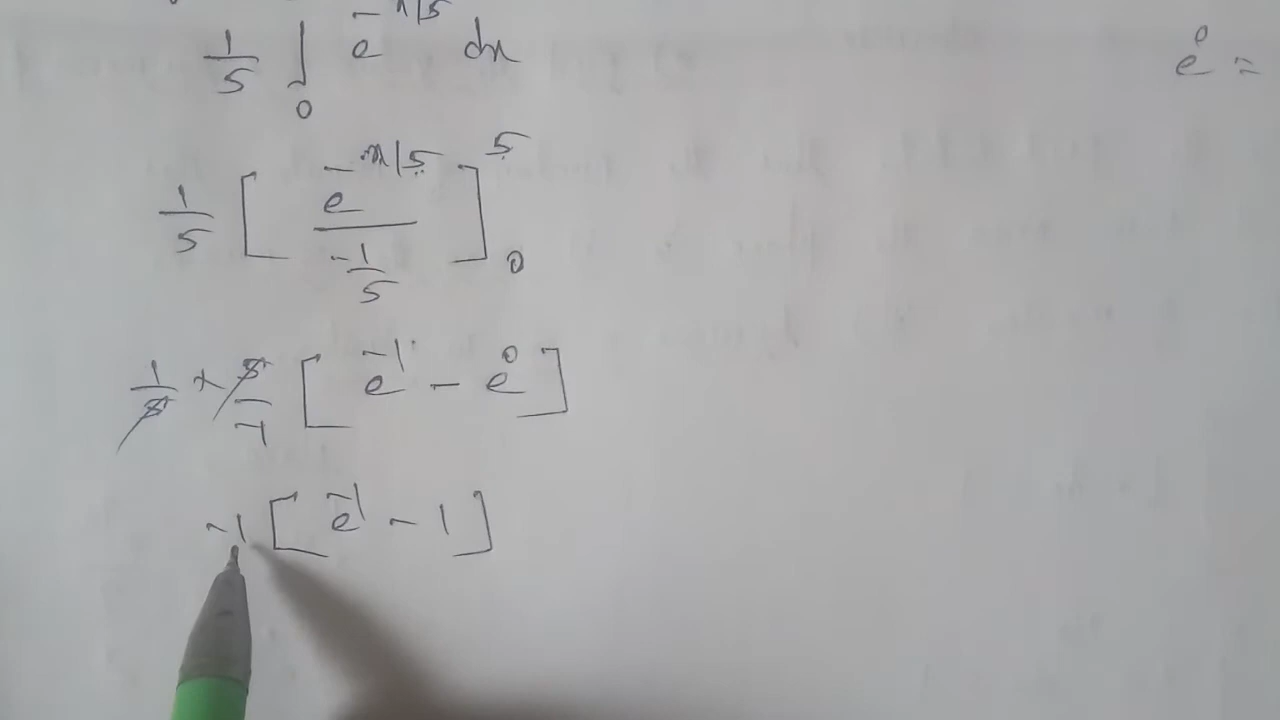 1/5 ∫₀ e^(-x/5) dx
e⁰ =
1/5 [ e^(-x/5) / (-1/5) ]₀⁵
1/5 × 5/-1 [ e⁻¹ - e⁰ ]
-1 [ e⁻¹ - 1 ]